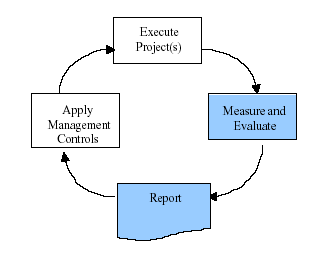 Execute
Project(s)
Measure and
Evaluate
Report
Apply
Management
Controls